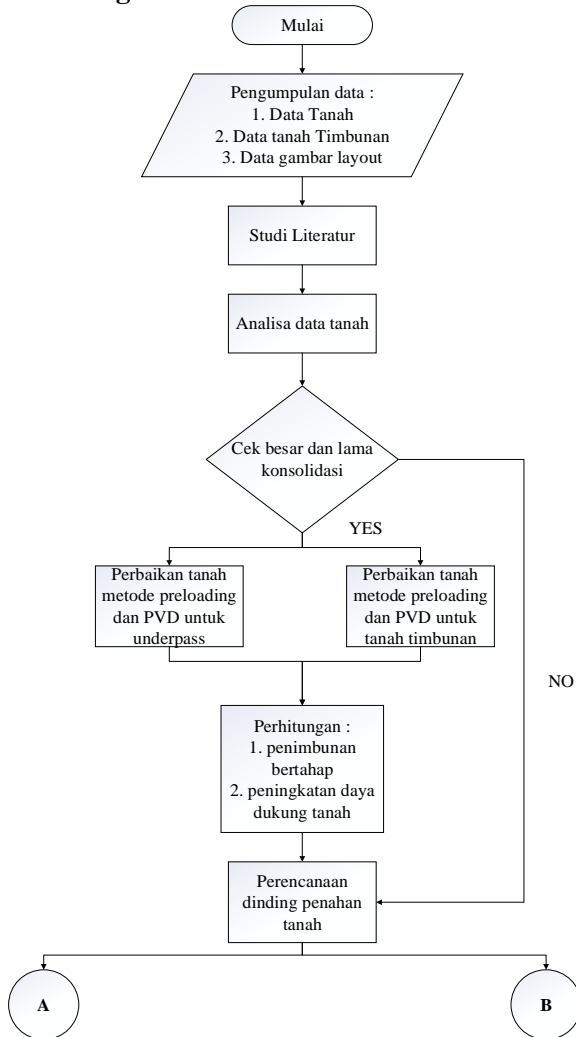 Mulai
Pengumpulan data :
1. Data Tanah
2. Data tanah Timbunan
3. Data gambar layout
Studi Literatur
Analisa data tanah
Cek besar dan lama
konsolidasi
YES
Perbaikan tanah
metode preloading
dan PVD untuk
underpass
Perbaikan tanah
metode preloading
dan PVD untuk
tanah timbunan
NO
Perhitungan :
1. penimbunan
bertahap
2. peningkatan daya
dukung tanah
Perencanaan
dinding penahan
tanah
A
B